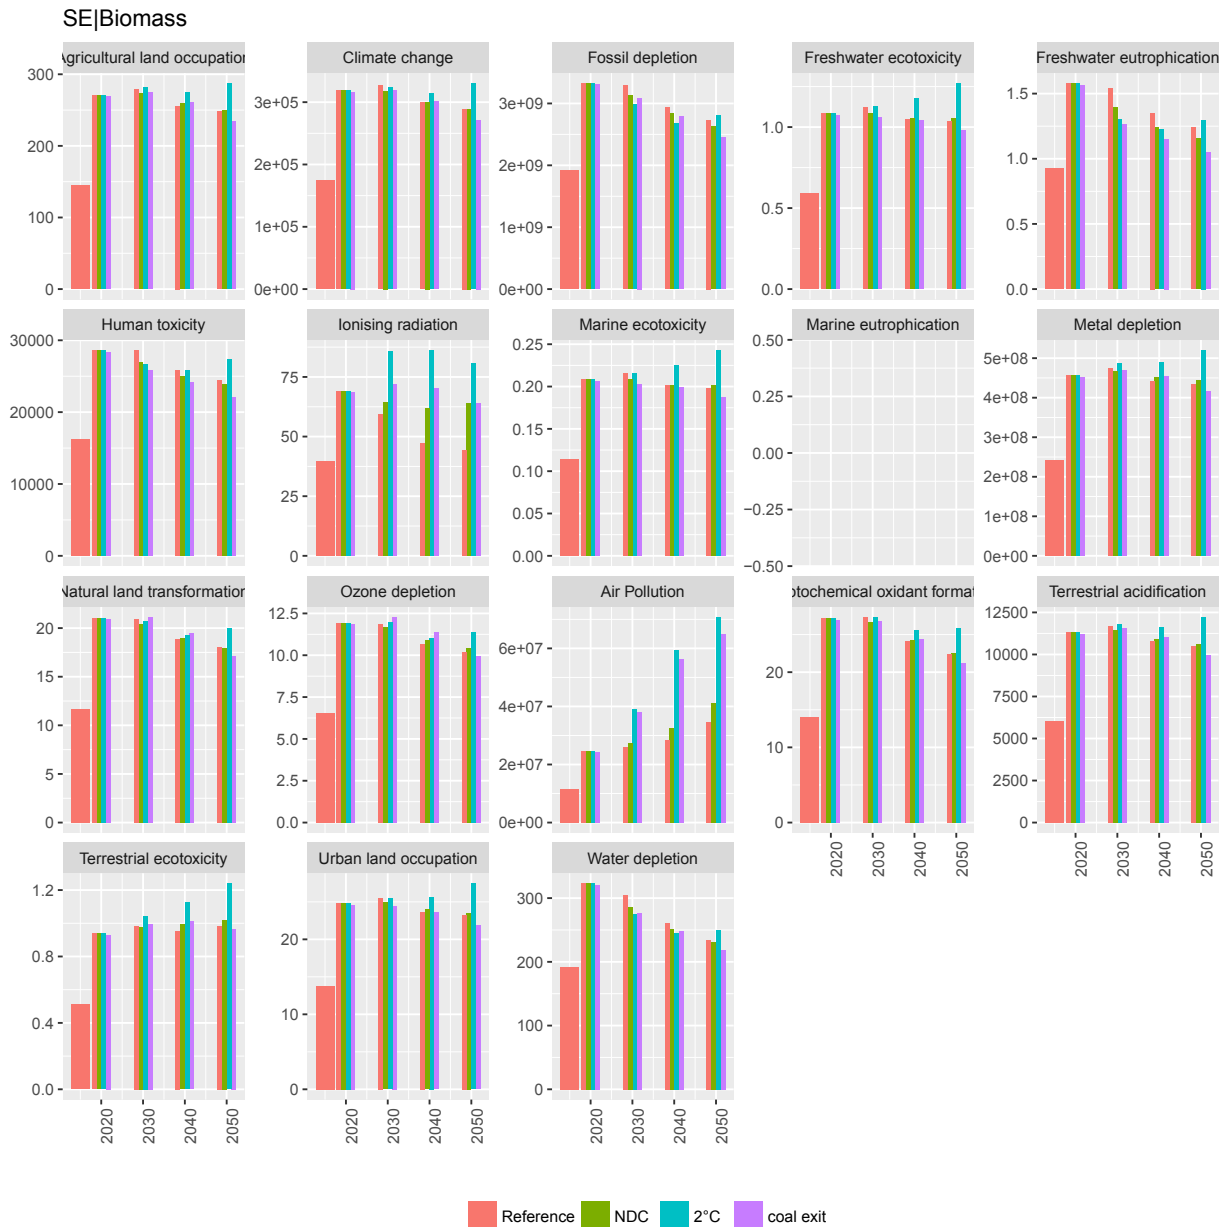 SE|Biomass
Agricultural land occupation
Climate change
Fossil depletion
Freshwater ecotoxicity
Freshwater eutrophication
300
200
100
0
3e+05
2e+05
1e+05
0e+00
3e+09
2e+09
1e+09
0e+00
1.0
0.5
0.0
1.5
1.0
0.5
0.0
Human toxicity
Ionising radiation
Marine ecotoxicity
Marine eutrophication
Metal depletion
30000
20000
10000
0
75
50
25
0
0.25
0.20
0.15
0.10
0.05
0.00
0.50
0.25
0.00
−0.25
−0.50
5e+08
4e+08
3e+08
2e+08
1e+08
0e+00
Natural land transformation
Ozone depletion
Air Pollution
otochemical oxidant format
Terrestrial acidification
20
15
10
5
0
12.5
10.0
7.5
5.0
2.5
0.0
6e+07
4e+07
2e+07
0e+00
20
10
0
12500
10000
7500
5000
2500
0
2020
2030
2040
2050
2020
2030
2040
2050
Terrestrial ecotoxicity
Urban land occupation
Water depletion
1.2
0.8
0.4
0.0
20
10
0
300
200
100
0
2020
2030
2040
2050
2020
2030
2040
2050
2020
2030
2040
2050
Reference
NDC
2°C
coal exit